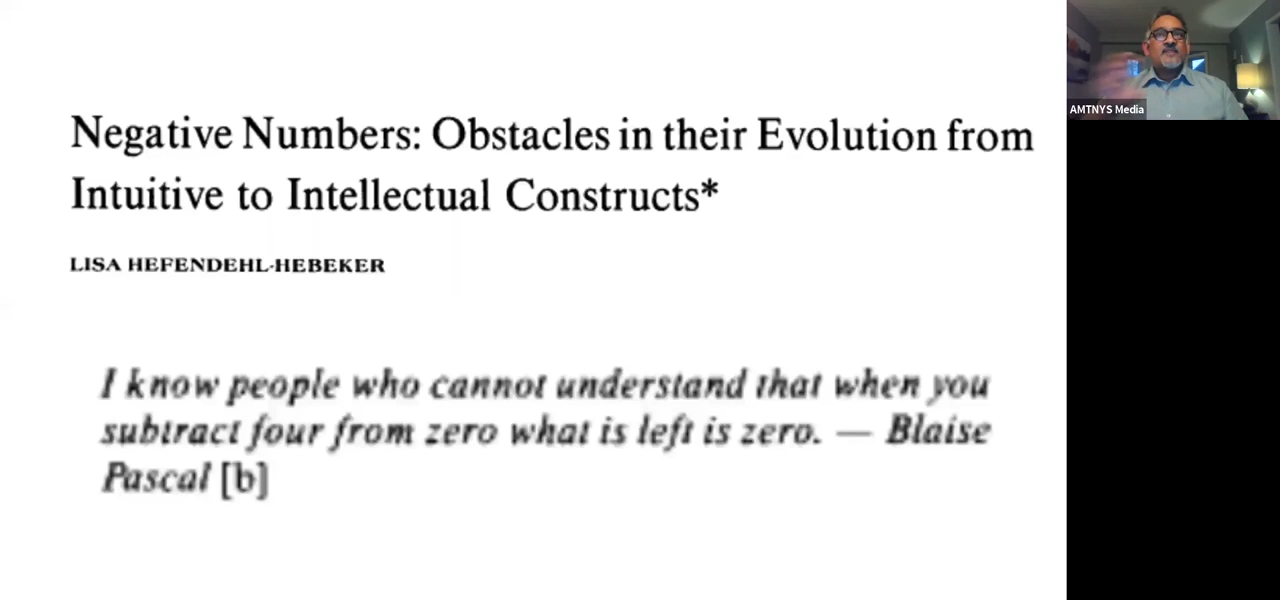 Negative Numbers: Obstacles in their Evolution from
Intuitive to Intellectual Constructs*
LISA HEFENDEHL-HEBEKER
I know people who cannot understand that when you
subtract four from zero what is left is zero. — Blaise
Pascal [b]
AMTNYS Media